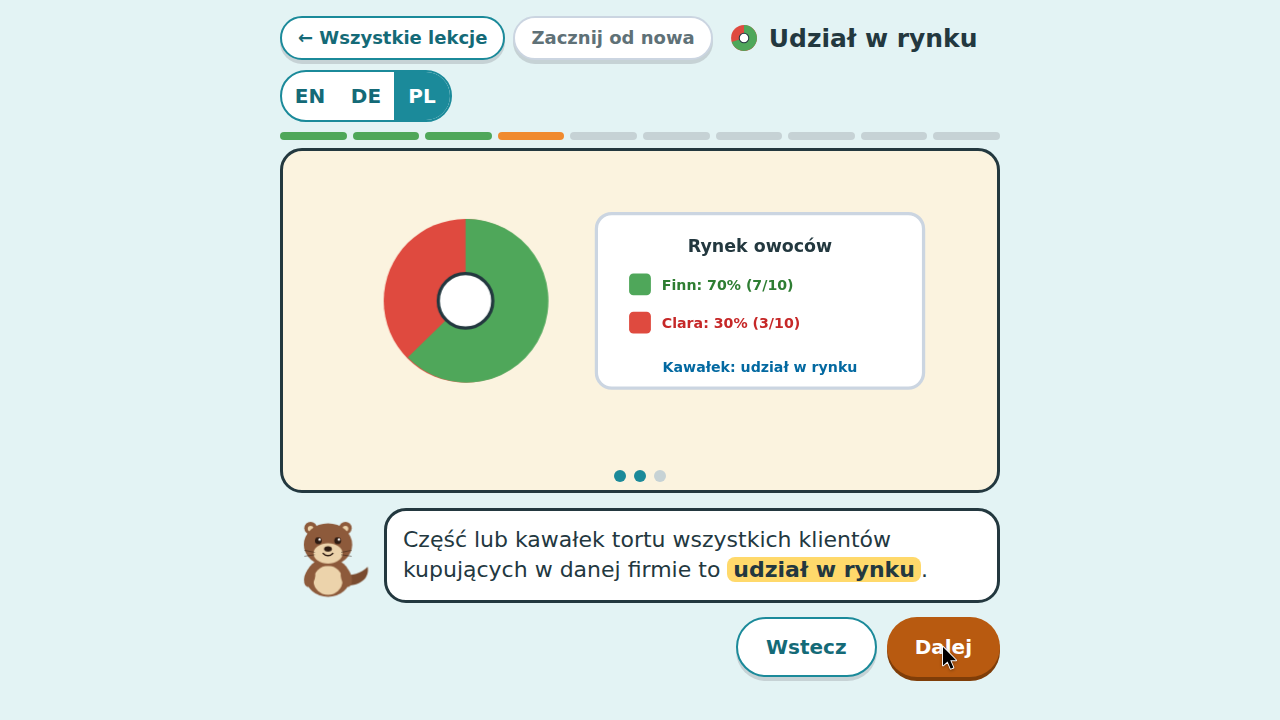 ← Wszystkie lekcje
Zacznij od nowa
Udział w rynku
EN DE PL
Rynek owoców
Finn: 70% (7/10)
Clara: 30% (3/10)
Kawałek: udział w rynku
Część lub kawałek tortu wszystkich klientów
kupujących w danej firmie to udział w rynku.
Wstecz
Dalej